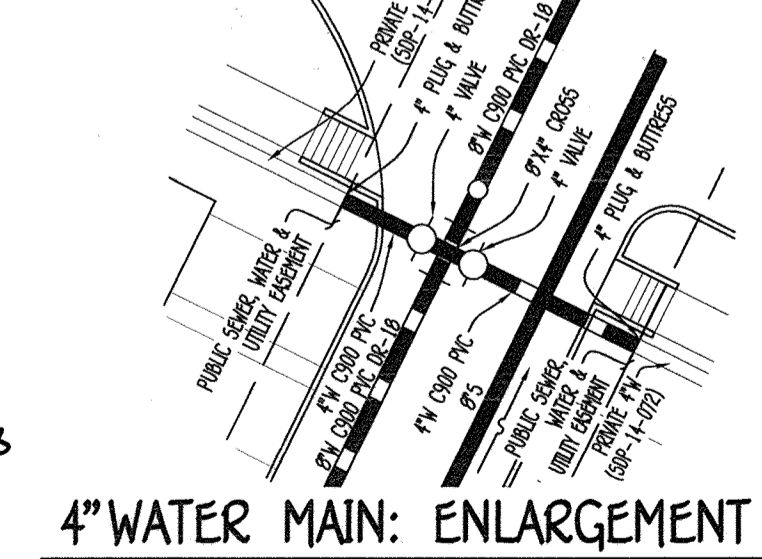 PRIVATE
(SDP-14-
4" PLUG & BUTTR
4" VALVE
8"W C900 PVC DR-18
8"X4" CROSS
4" VALVE
4" PLUG & BUTTRESS
PUBLIC SEWER, WATER &
UTILITY EASEMENT
4"W C900 PVC
8"W C900 PVC DR-18
4"W C900 PVC
8"S
PUBLIC SEWER,
WATER &
UTILITY EASEMENT
PRIVATE 4"W
(SDP-14-072)
4" WATER MAIN: ENLARGEMENT